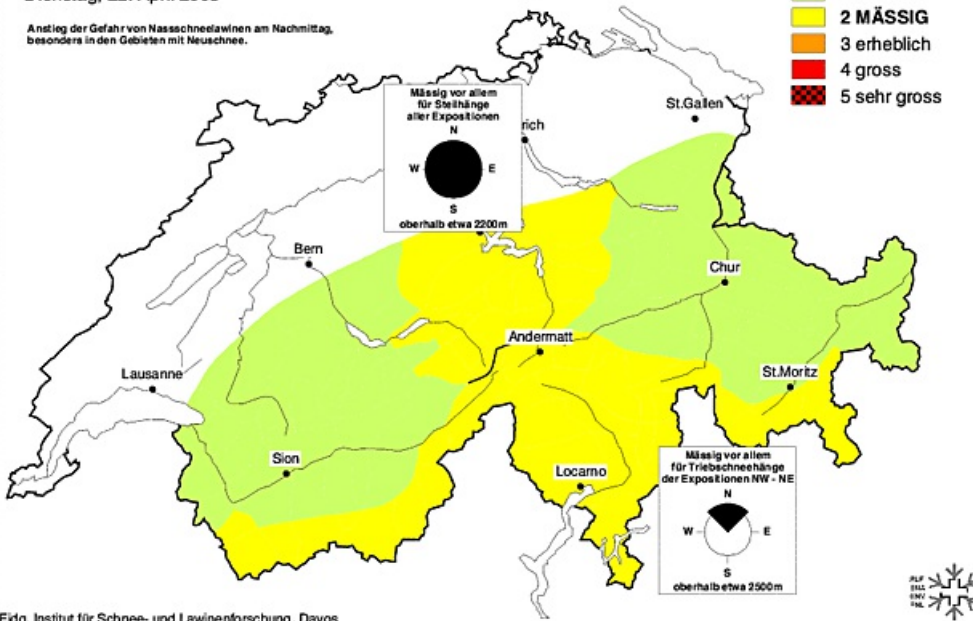 Anstieg der Gefahr von Nassschneelawinen am Nachmittag,
besonders in den Gebieten mit Neuschnee.
2 MÄSSIG
3 erheblich
4 gross
5 sehr gross
Mässig vor allem
für Steilhänge
aller Expositionen
N
W E
S
oberhalb etwa 2200m
rich
St.Gallen
Bern
Chur
Andermatt
Lausanne
St.Moritz
Sion
Locarno
Mässig vor allem
für Triebschneehänge
der Expositionen NW - NE
N
W E
S
oberhalb etwa 2500m
SLF
ENV
SNL
Eidg. Institut für Schnee- und Lawinenforschung, Davos